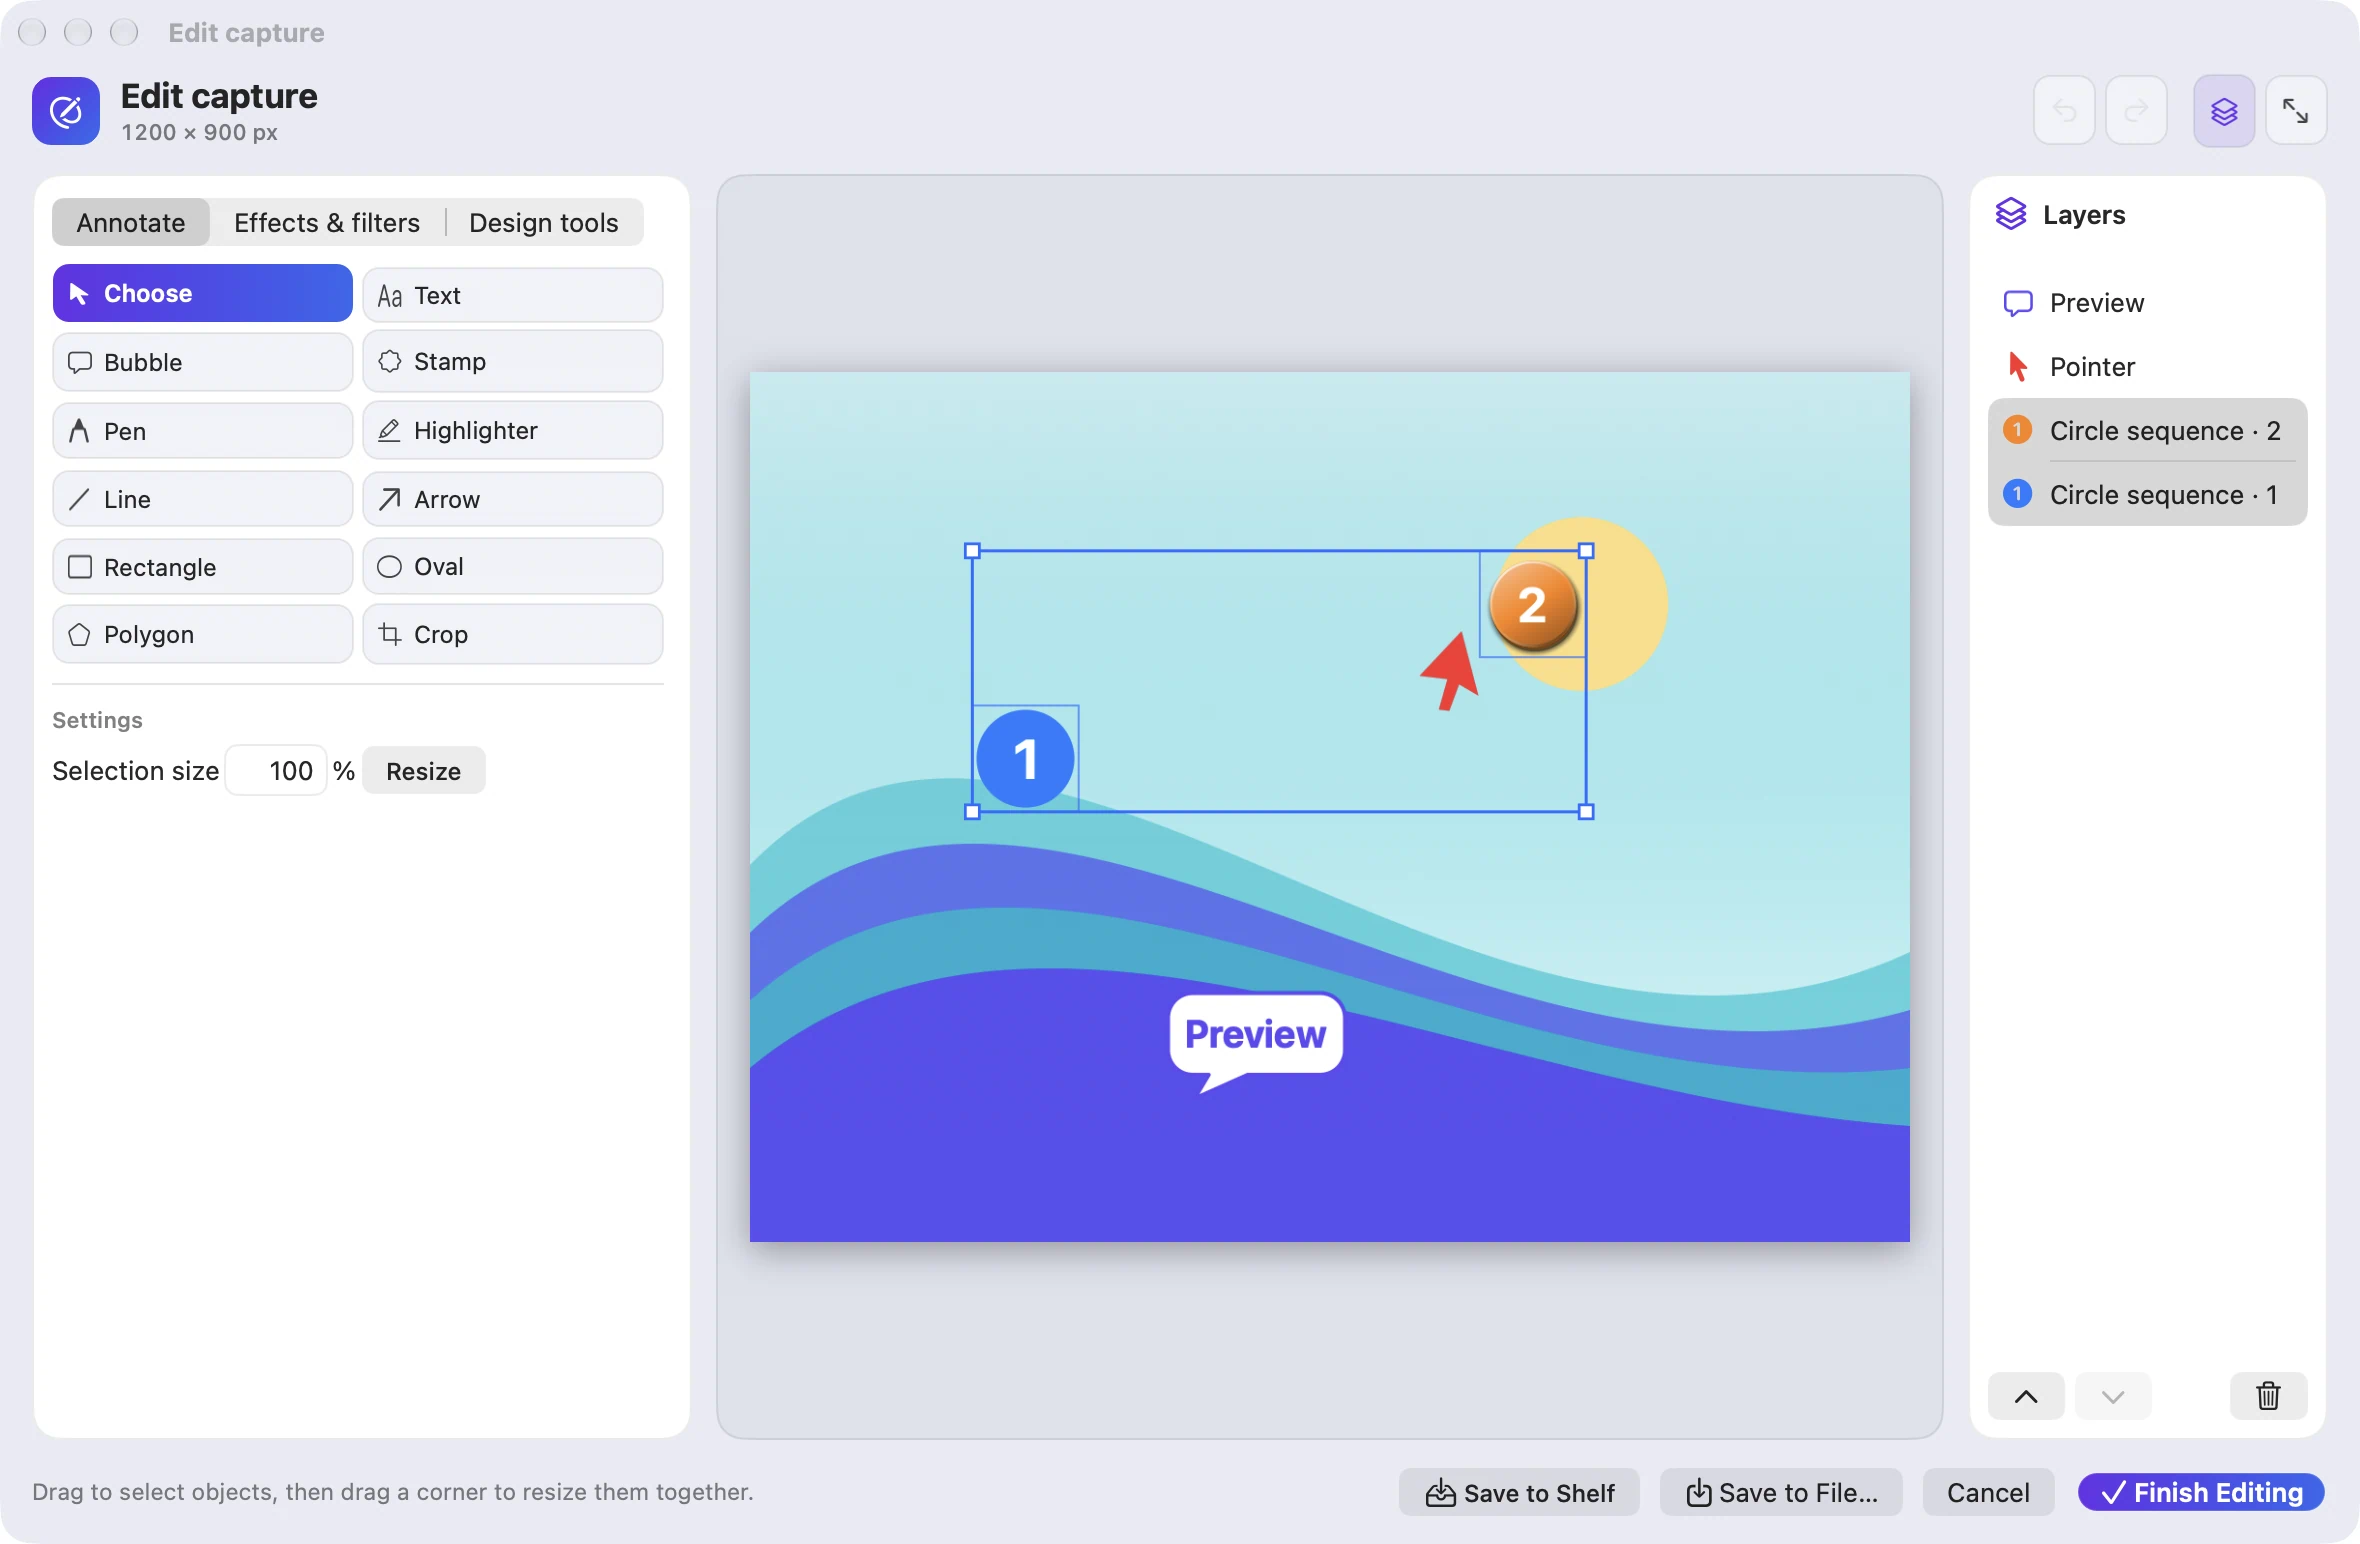 Edit capture
Edit capture
1200 × 900 px
Annotate
Effects & filters
Design tools
Choose
Text
Bubble
Stamp
Pen
Highlighter
Line
Arrow
Rectangle
Oval
Polygon
Crop
Settings
Selection size 100 % Resize
2
1
Preview
Layers
Preview
Pointer
1 Circle sequence · 2
1 Circle sequence · 1
Drag to select objects, then drag a corner to resize them together.
Save to Shelf
Save to File...
Cancel
Finish Editing